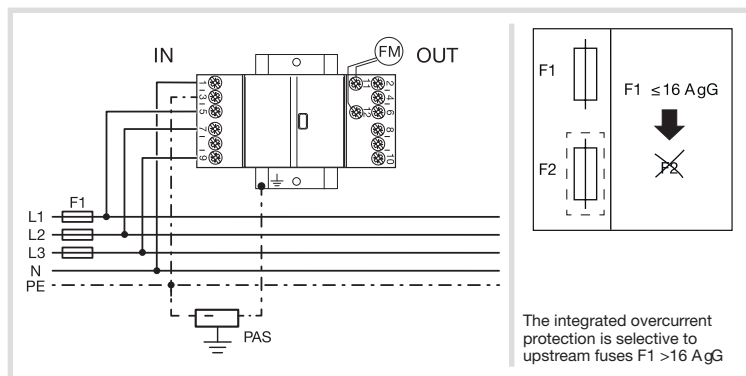 IN
FM
OUT
1 3 5 7 9
11 12
2 4 6 8 10
F1
L1
L2
L3
N
PE
PAS
F1
F1 ≤16 AgG
F2
F2
The integrated overcurrent
protection is selective to
upstream fuses F1 >16 AgG